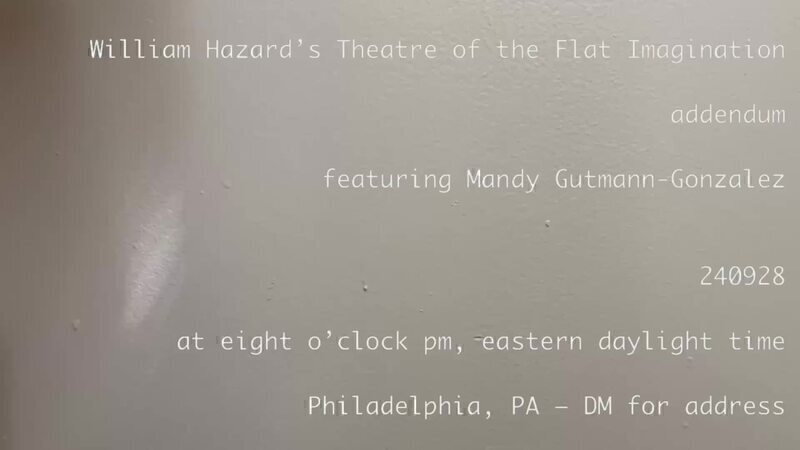 William Hazard’s Theatre of the Flat Imagination
addendum
featuring Mandy Gutmann-Gonzalez
240928
at eight o’clock pm, eastern daylight time
Philadelphia, PA – DM for address